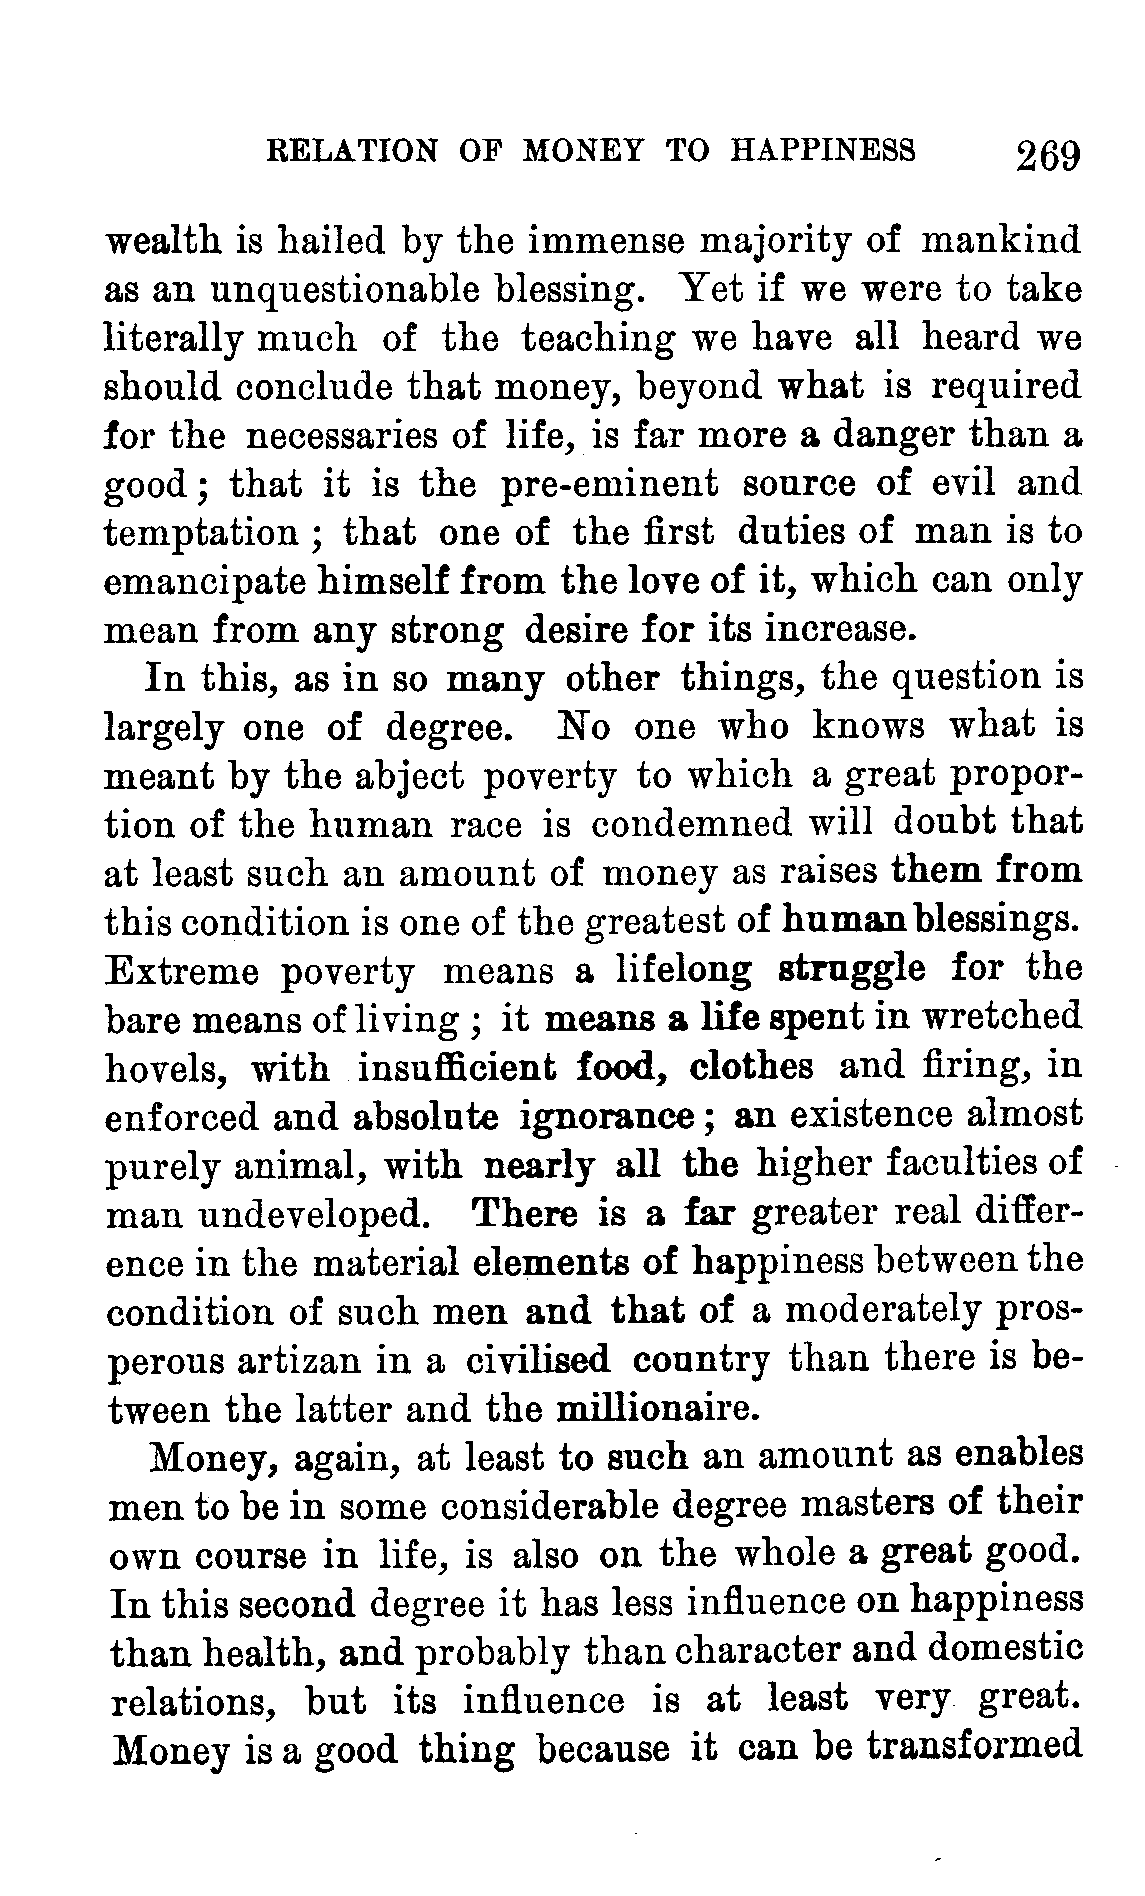 RELATION OF MONEY TO HAPPINESS 269
wealth is hailed by the immense majority of mankind
as an unquestionable blessing. Yet if we were to take
literally much of the teaching we have all heard we
should conclude that money, beyond what is required
for the necessaries of life, is far more a danger than a
good ; that it is the pre-eminent source of evil and
temptation ; that one of the first duties of man is to
emancipate himself from the love of it, which can only
mean from any strong desire for its increase.
In this, as in so many other things, the question is
largely one of degree. No one who knows what is
meant by the abject poverty to which a great propor-
tion of the human race is condemned will doubt that
at least such an amount of money as raises them from
this condition is one of the greatest of human blessings.
Extreme poverty means a lifelong struggle for the
bare means of living ; it means a life spent in wretched
hovels, with insufficient food, clothes and firing, in
enforced and absolute ignorance ; an existence almost
purely animal, with nearly all the higher faculties of
man undeveloped. There is a far greater real differ-
ence in the material elements of happiness between the
condition of such men and that of a moderately pros-
perous artizan in a civilised country than there is be-
tween the latter and the millionaire.
Money, again, at least to such an amount as enables
men to be in some considerable degree masters of their
own course in life, is also on the whole a great good.
In this second degree it has less influence on happiness
than health, and probably than character and domestic
relations, but its influence is at least very great.
Money is a good thing because it can be transformed